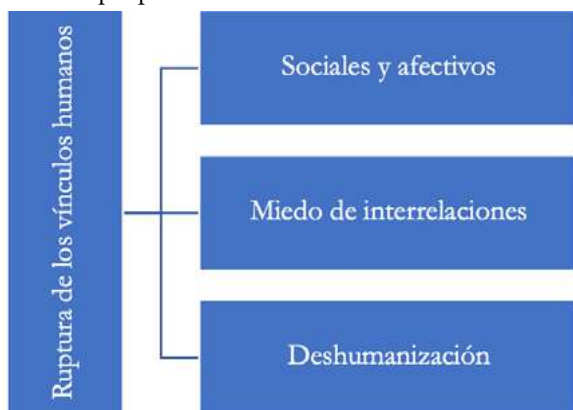 Ruptura de los vínculos humanos
Sociales y afectivos
Miedo de interrelaciones
Deshumanización